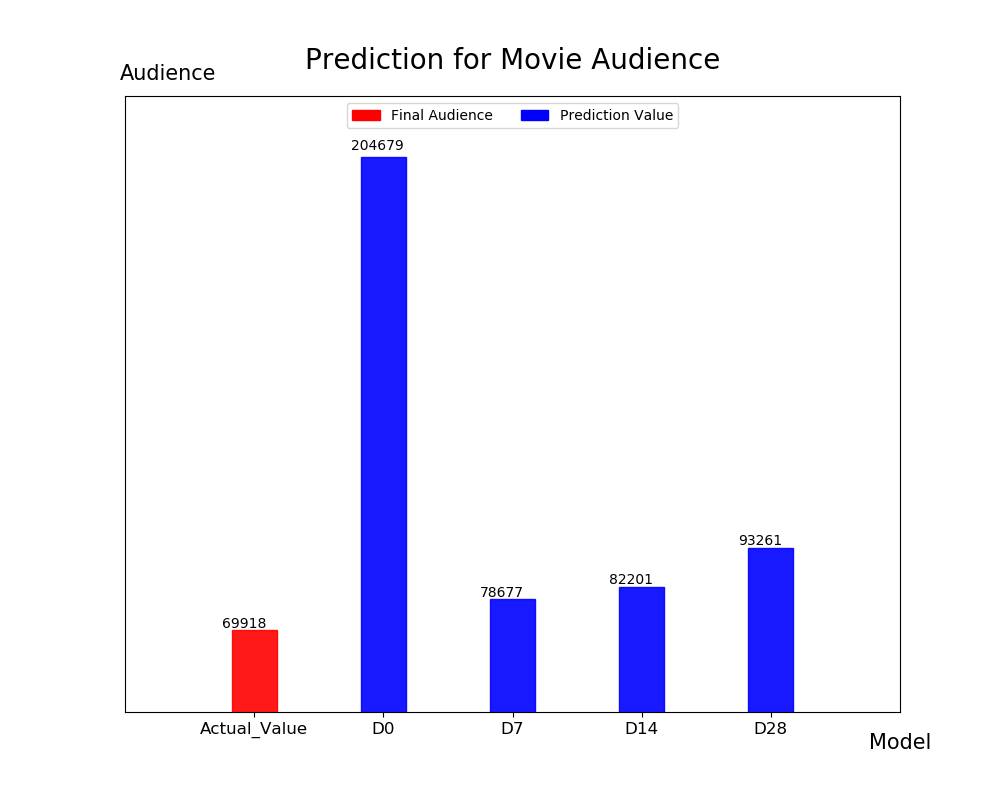 Prediction for Movie Audience
Audience
Final Audience
Prediction Value
204679
93261
82201
78677
69918
Actual_Value
D0
D7
D14
D28
Model